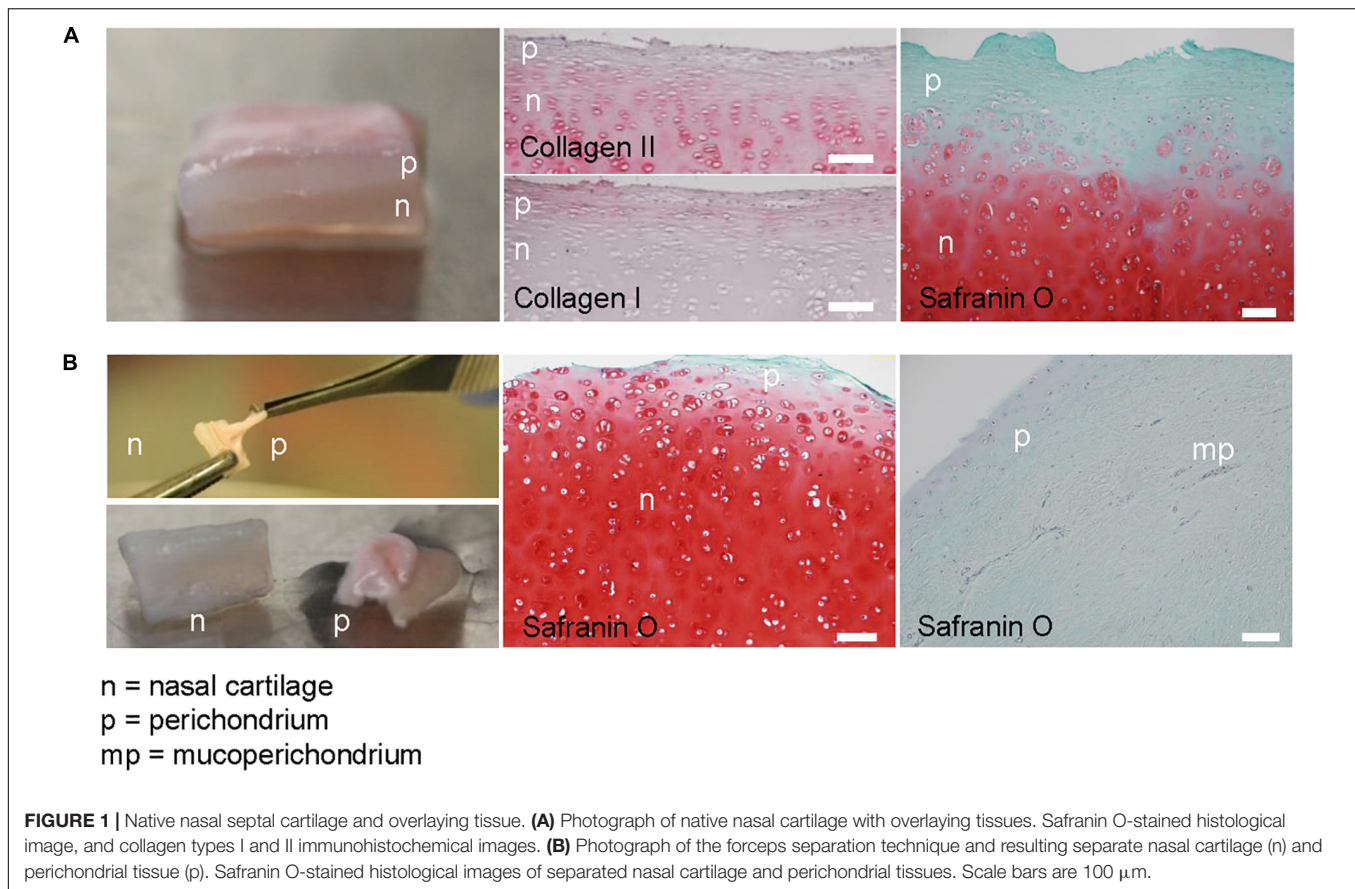 A
p
n
p
n
Collagen II
p
n
Collagen I
p
n
Safranin O
B
n
p
n
p
p
n
Safranin O
p
mp
Safranin O
n = nasal cartilage
p = perichondrium
mp = mucoperichondrium
FIGURE 1 | Native nasal septal cartilage and overlaying tissue. (A) Photograph of native nasal cartilage with overlaying tissues. Safranin O-stained histological
image, and collagen types I and II immunohistochemical images. (B) Photograph of the forceps separation technique and resulting separate nasal cartilage (n) and
perichondrial tissue (p). Safranin O-stained histological images of separated nasal cartilage and perichondrial tissues. Scale bars are 100 μm.